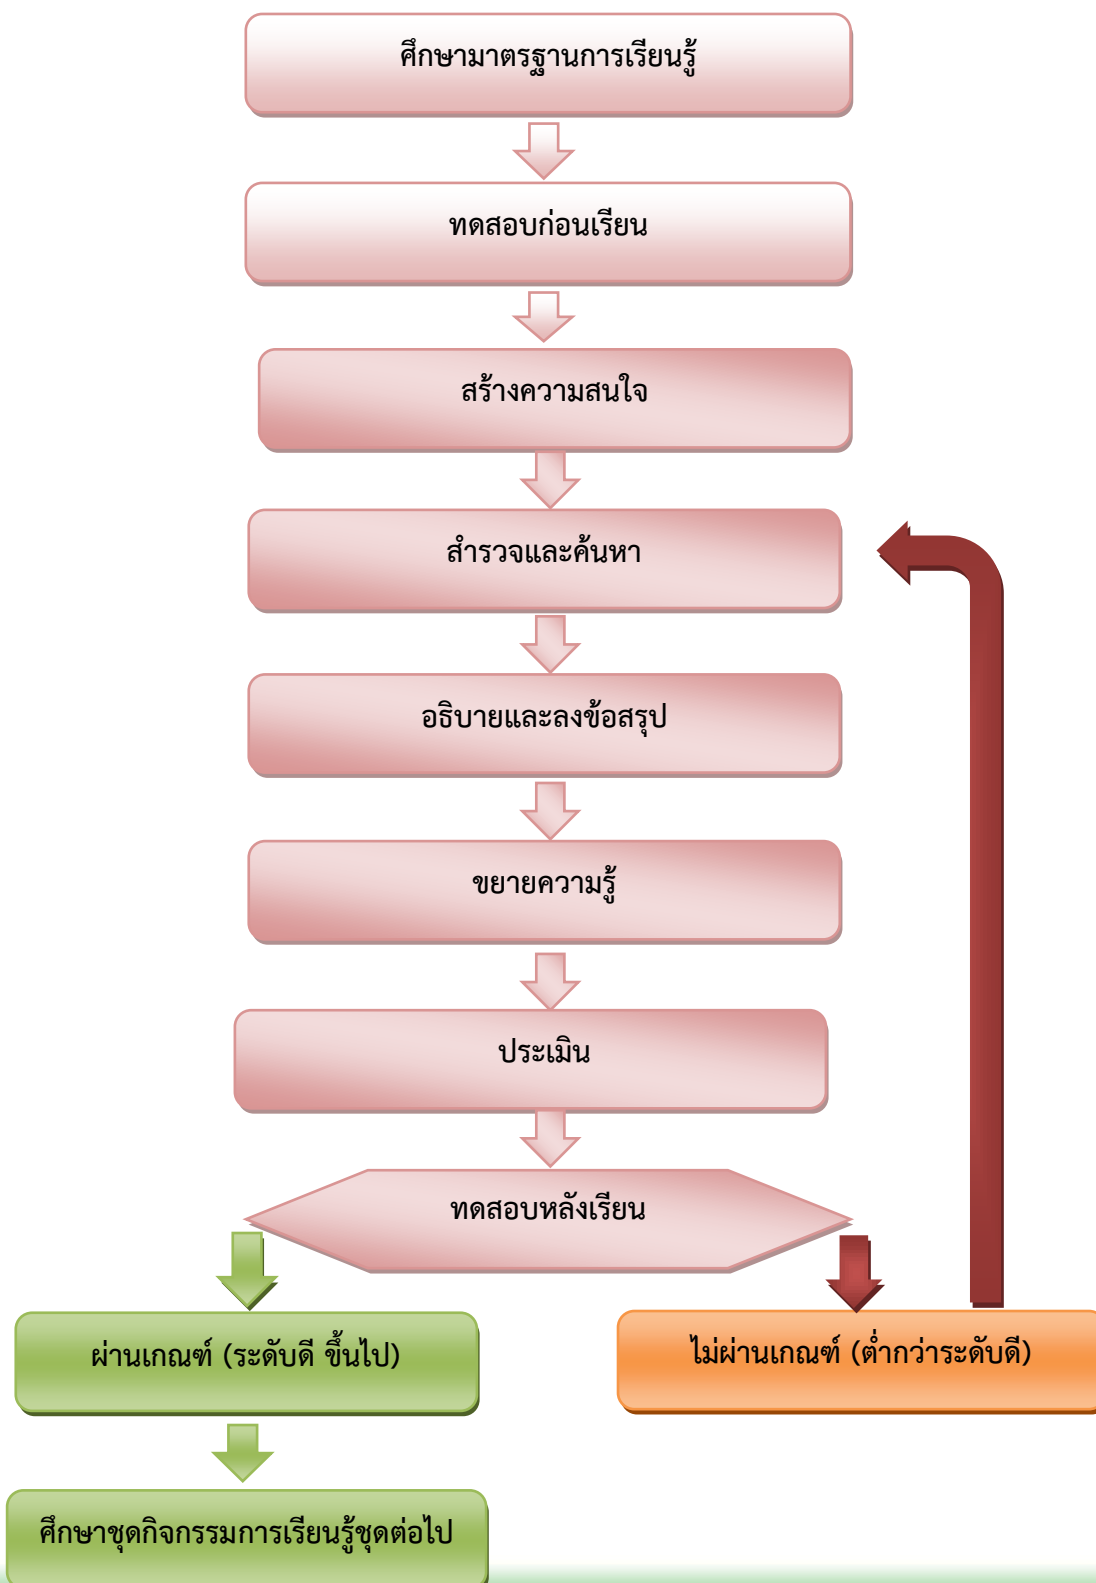 ศึกษามาตรฐานการเรียนรู้
ทดสอบก่อนเรียน
สร้างความสนใจ
สำรวจและค้นหา
อธิบายและลงข้อสรุป
ขยายความรู้
ประเมิน
ทดสอบหลังเรียน
ผ่านเกณฑ์ (ระดับดี ขึ้นไป)
ไม่ผ่านเกณฑ์ (ต่ำกว่าระดับดี)
ศึกษาชุดกิจกรรมการเรียนรู้ชุดต่อไป